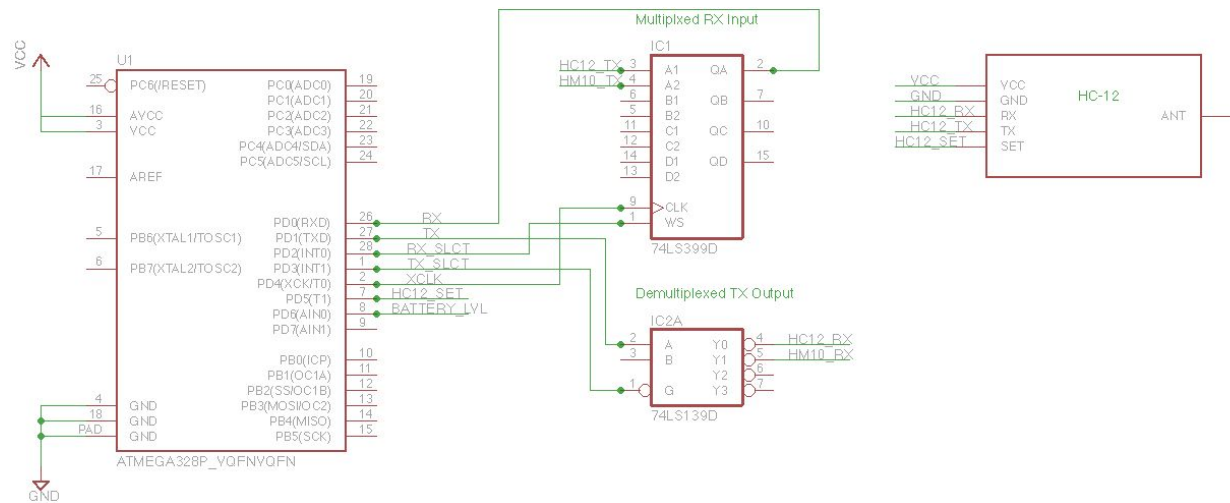 VCC
U1
25 PC6(/RESET) PC0(ADC0) 19
PC1(ADC1) 20
16 AVCC PC2(ADC2) 21
3 VCC PC3(ADC3) 22
PC4(ADC4/SDA) 23
PC5(ADC5/SCL) 24
17 AREF
PD0(RXD) 26 RX
5 PB6(XTAL1/TOSC1) PD1(TXD) 27 TX
PD2(INT0) 28 RX_SLCT
6 PB7(XTAL2/TOSC2) PD3(INT1) 1 TX_SLCT
PD4(XCK/T0) 2 XCLK
PD5(T1) 7 HC12_SET
PD6(AIN0) 8 BATTERY_LVL
PD7(AIN1) 9
PB0(ICP) 10
PB1(OC1A) 11
PB2(SS/OC1B) 12
4 GND PB3(MOSI/OC2) 13
18 GND PB4(MISO) 14
PAD GND PB5(SCK) 15
ATMEGA328P_YQFNYQFN
GND
Multiplxed RX Input
IC1
HC12_TX 3 A1 QA 2
HM10_TX 4 A2
6 B1 QB 7
5 B2
11 C1 QC 10
12 C2
14 D1 QD 15
13 D2
9 CLK
1 WS
74LS399D
Demultiplexed TX Output
IC2A
2 A Y0 4 HC12_RX
3 B Y1 5 HM10_RX
Y2 6
1 G Y3 7
74LS139D
VCC VCC
GND GND HC-12
HC12_RX RX ANT
HC12_TX TX
HC12_SET SET